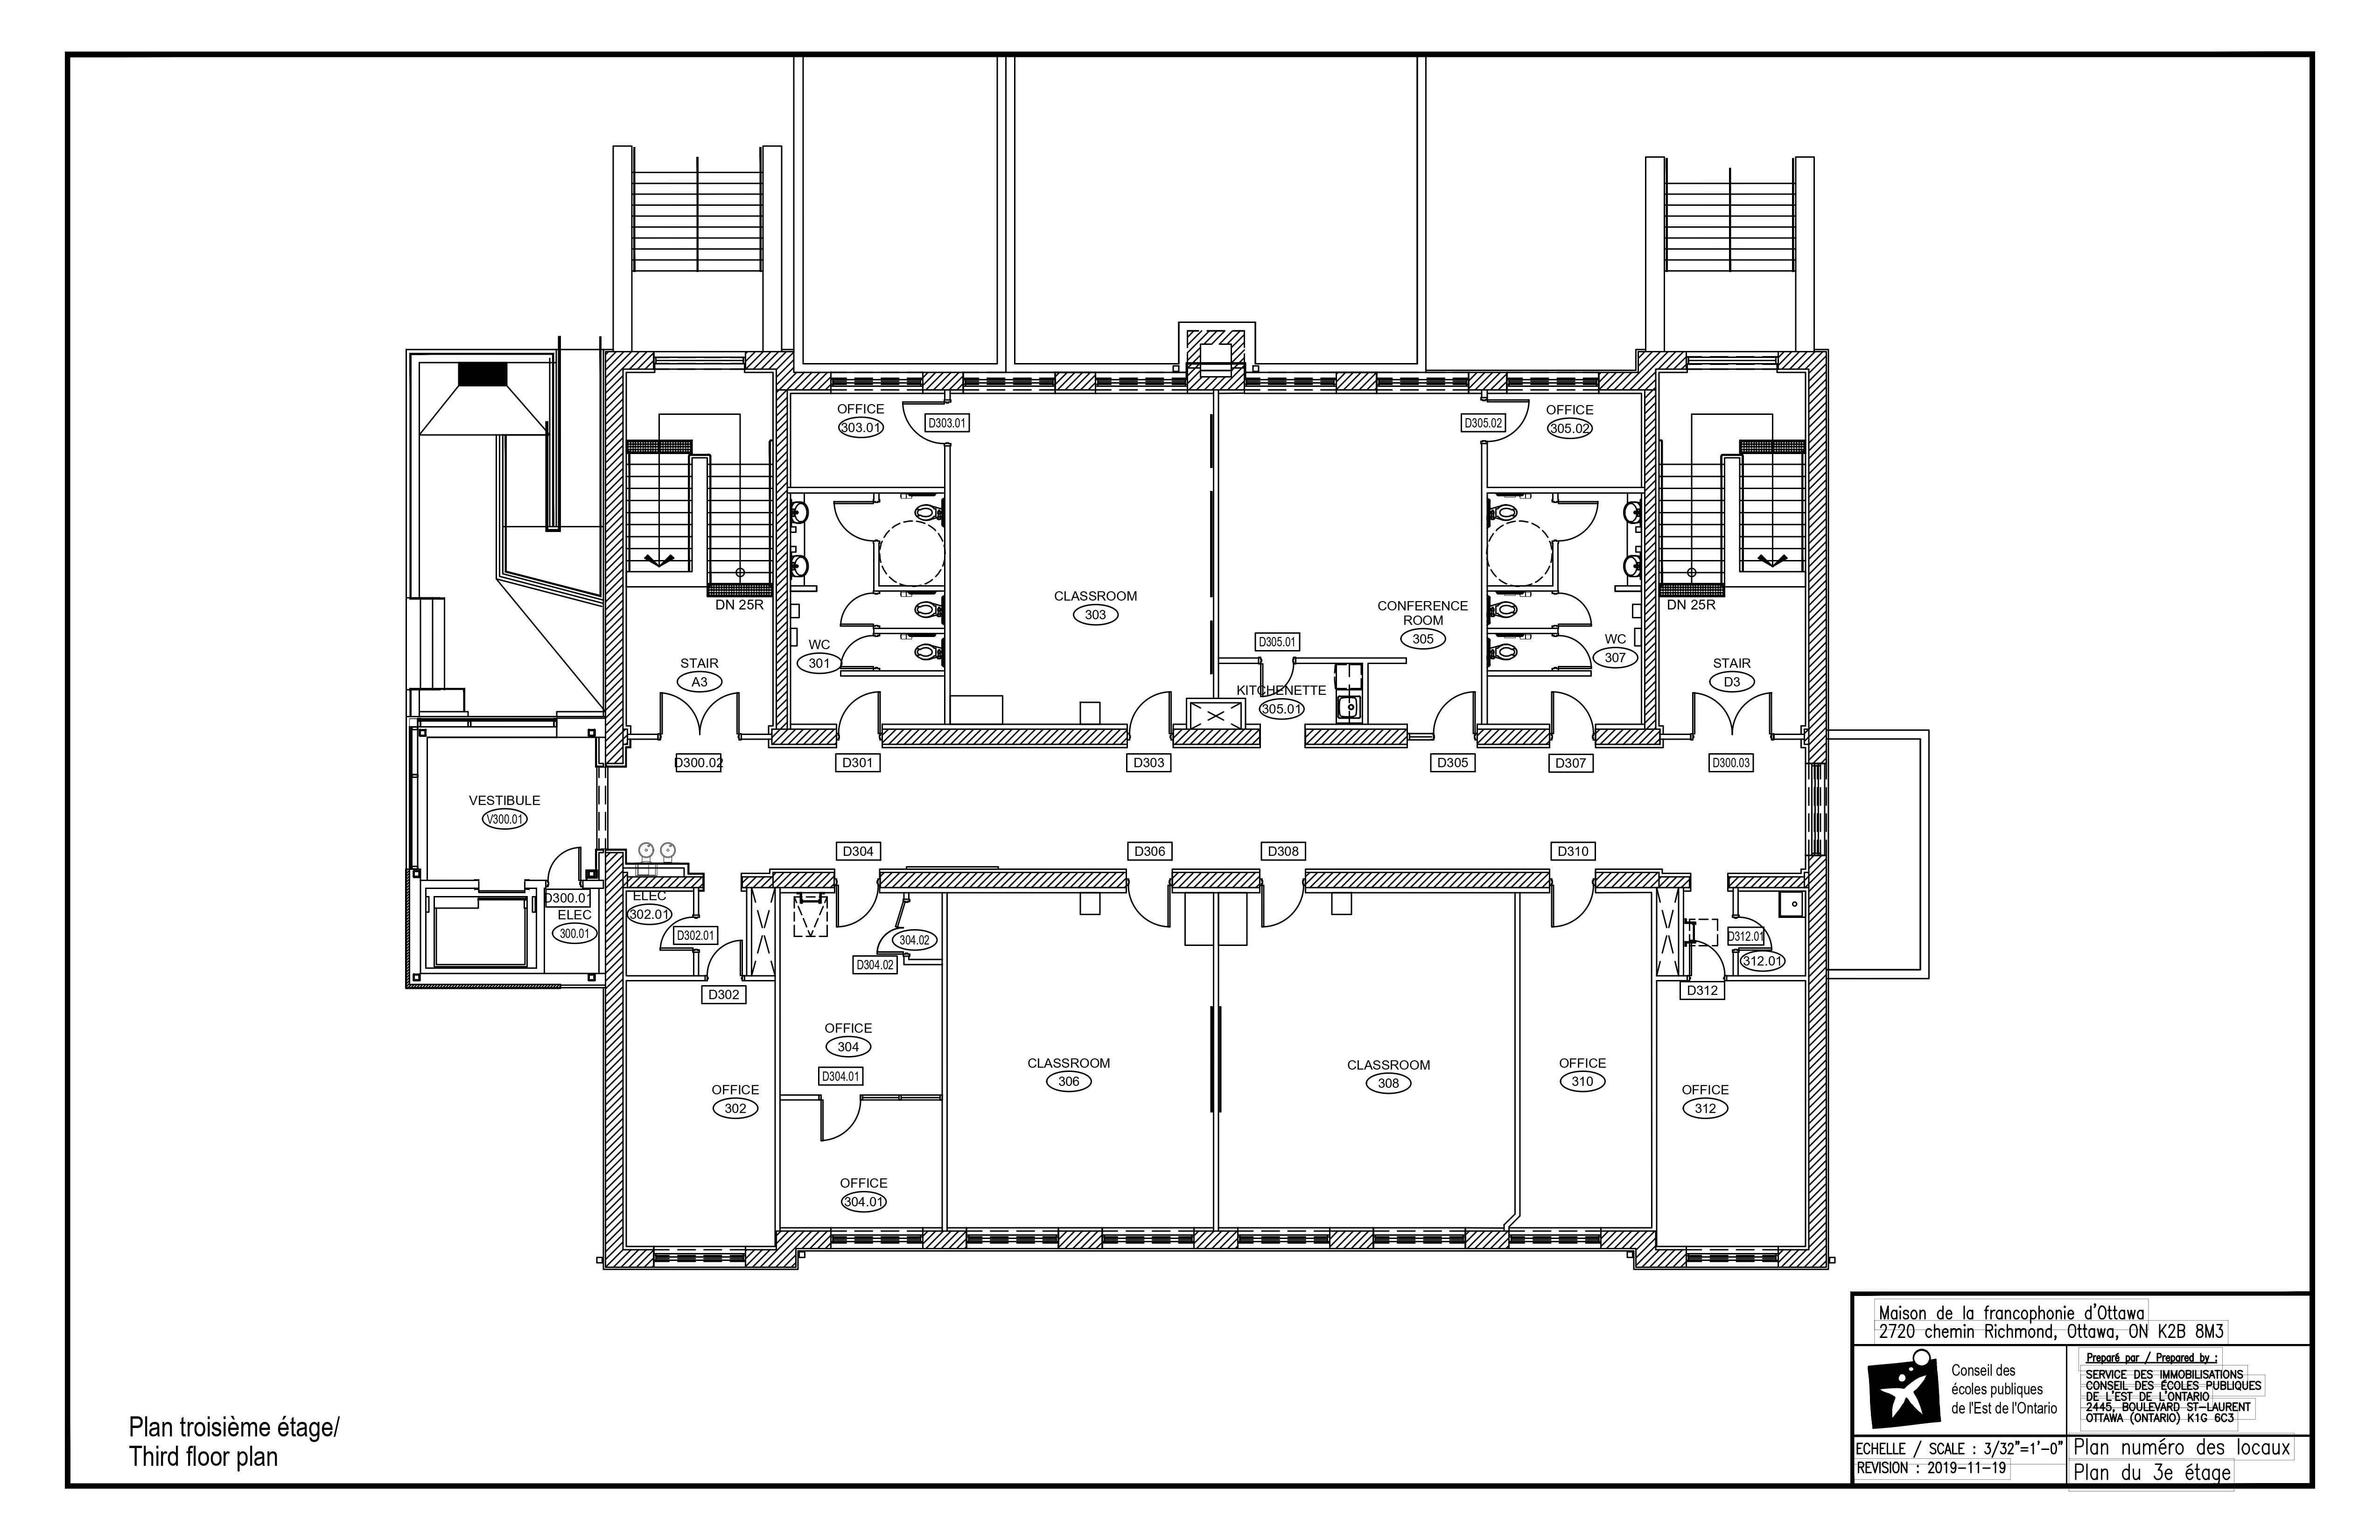 OFFICE
303.01
D303.01
D305.02
OFFICE
305.02
DN 25R
CLASSROOM
303
CONFERENCE
ROOM
305
DN 25R
WC
301
D305.01
WC
307
STAIR
A3
KITCHENETTE
305.01
STAIR
D3
D300.02
D301
D303
D305
D307
D300.03
VESTIBULE
V300.01
D304
D306
D308
D310
D300.01
ELEC
300.01
ELEC
302.01
D302.01
304.02
D304.02
D312.01
312.01
D302
D312
OFFICE
304
D304.01
CLASSROOM
306
CLASSROOM
308
OFFICE
310
OFFICE
302
OFFICE
312
OFFICE
304.01
Plan troisième étage/
Third floor plan
Maison de la francophonie d'Ottawa
2720 chemin Richmond, Ottawa, ON K2B 8M3
Conseil des
écoles publiques
de l'Est de l'Ontario
Preparé par / Prepared by :
SERVICE DES IMMOBILISATIONS
CONSEIL DES ÉCOLES PUBLIQUES
DE L'EST DE L'ONTARIO
2445, BOULEVARD ST-LAURENT
OTTAWA (ONTARIO) K1G 6C3
ECHELLE / SCALE : 3/32"=1'-0"
REVISION : 2019-11-19
Plan numéro des locaux
Plan du 3e étage